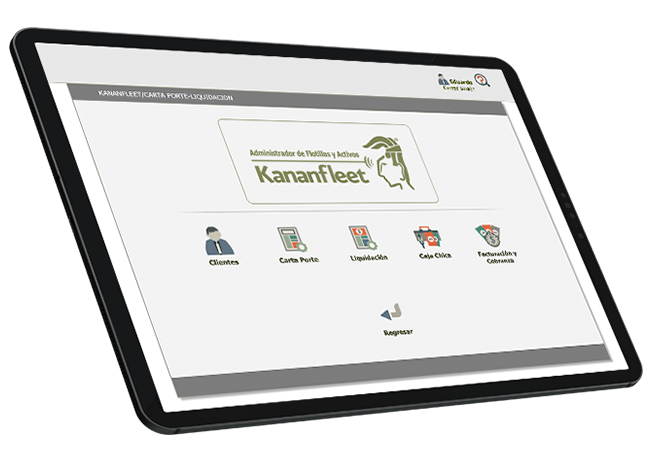 Eduardo
Cerrar sesión
KANANFLEET/CARTA PORTE-LIQUIDACIÓN
Administrador de Flotillas y Activos
Kananfleet
Clientes
Carta Porte
Liquidación
Caja Chica
Facturación y
Cobranza
Regresar